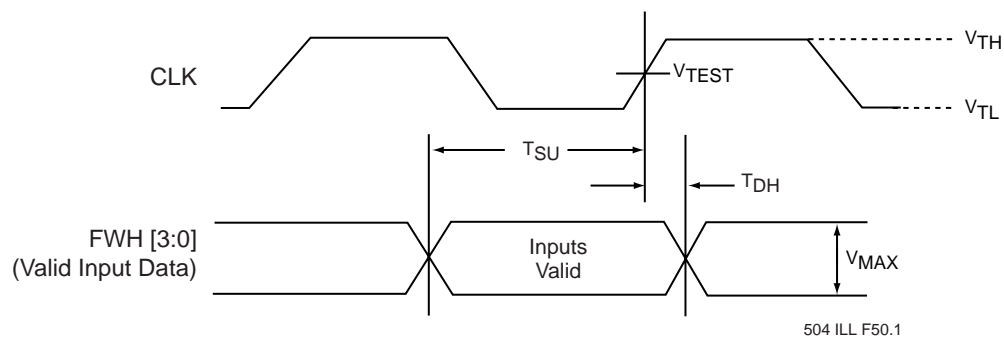 CLK
VTH
VTEST
VTL
TSU
TDH
FWH [3:0]
(Valid Input Data)
Inputs
Valid
VMAX
504 ILL F50.1